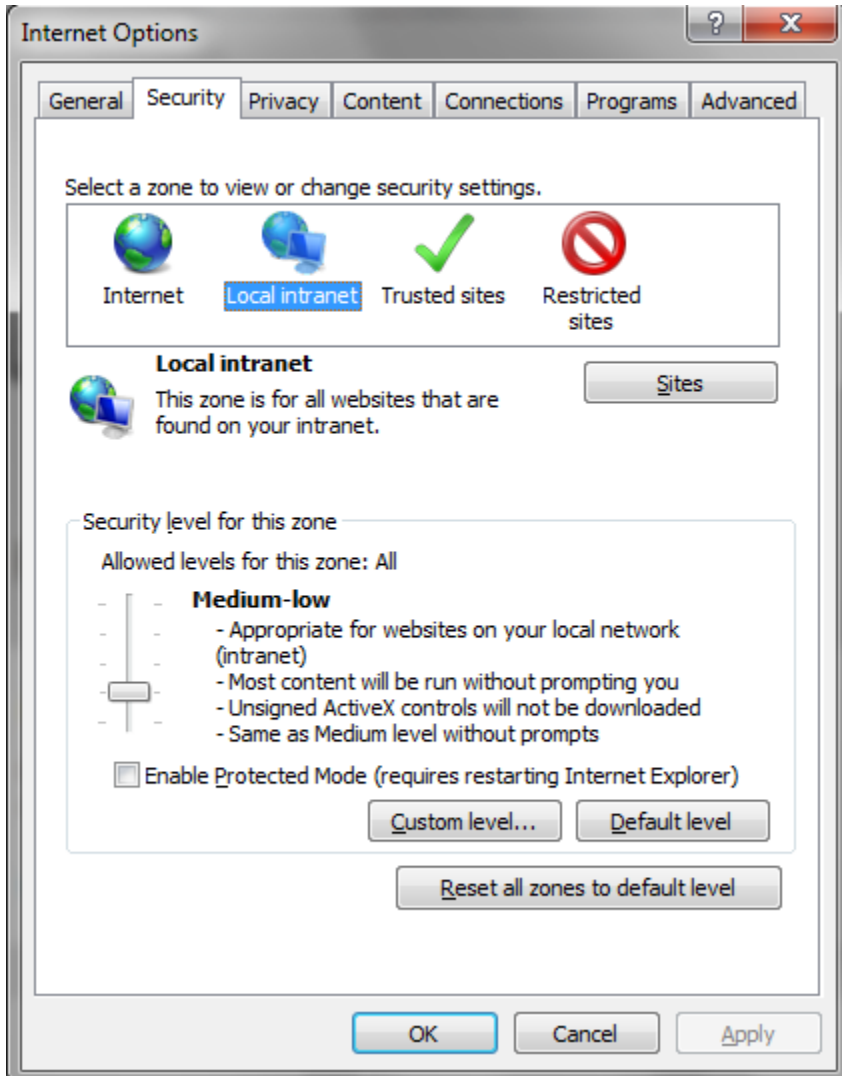 Internet Options
?
X
General Security Privacy Content Connections Programs Advanced
Select a zone to view or change security settings.
Internet Local intranet Trusted sites Restricted
sites
Local intranet
Sites
This zone is for all websites that are
found on your intranet.
Security level for this zone
Allowed levels for this zone: All
Medium-low
- Appropriate for websites on your local network
(intranet)
- Most content will be run without prompting you
- Unsigned ActiveX controls will not be downloaded
- Same as Medium level without prompts
Enable Protected Mode (requires restarting Internet Explorer)
Custom level... Default level
Reset all zones to default level
OK Cancel Apply